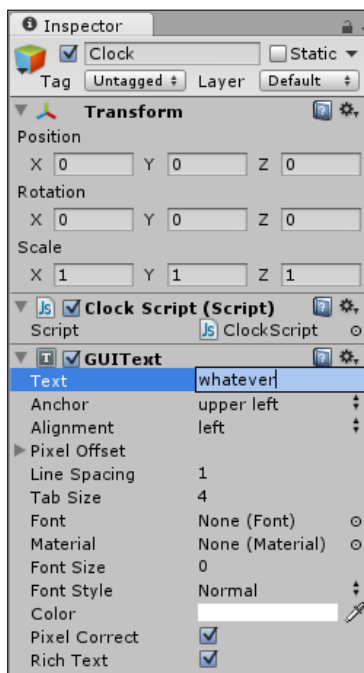 Inspector
Clock Static
Tag Untagged Layer Default
Transform
Position
X 0 Y 0 Z 0
Rotation
X 0 Y 0 Z 0
Scale
X 1 Y 1 Z 1
Js Clock Script (Script)
Script Js ClockScript
T GUIText
Text whatever
Anchor upper left
Alignment left
Pixel Offset
Line Spacing 1
Tab Size 4
Font None (Font)
Material None (Material)
Font Size 0
Font Style Normal
Color
Pixel Correct
Rich Text